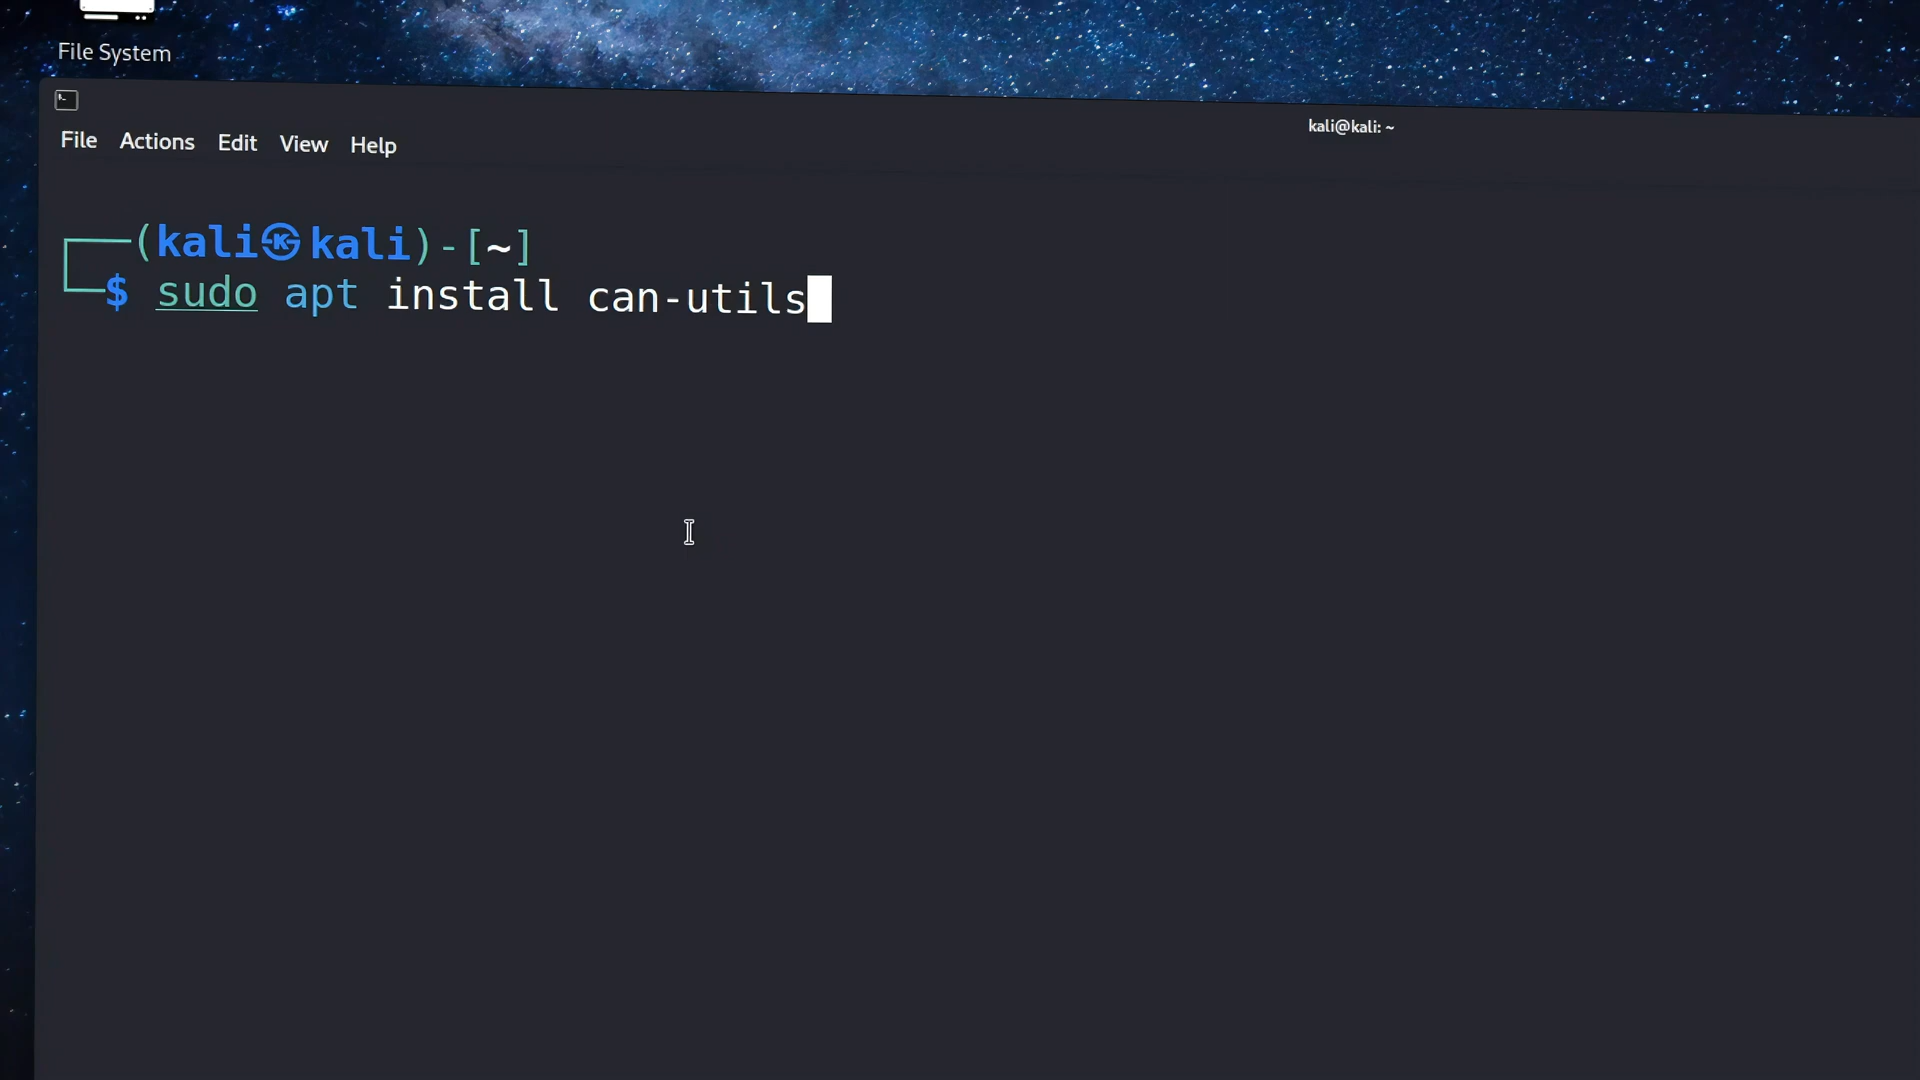 File System
kali@kali: ~
File Actions Edit View Help
┌──(kali㉿kali)-[~]
└─$ sudo apt install can-utils